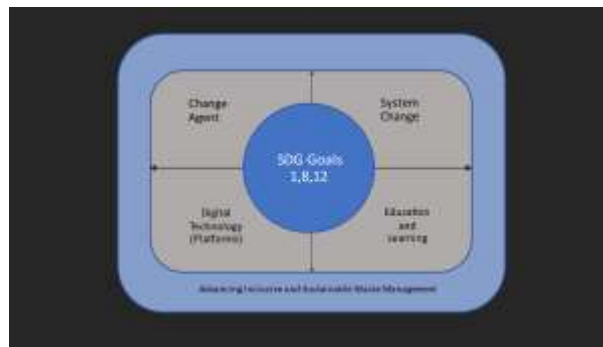 Change
Agent
System
Change
SDG Goals
1,8,12
Digital
Technology
(Platforms)
Education
and
Learning
Advancing Inclusive and Sustainable Waste Management